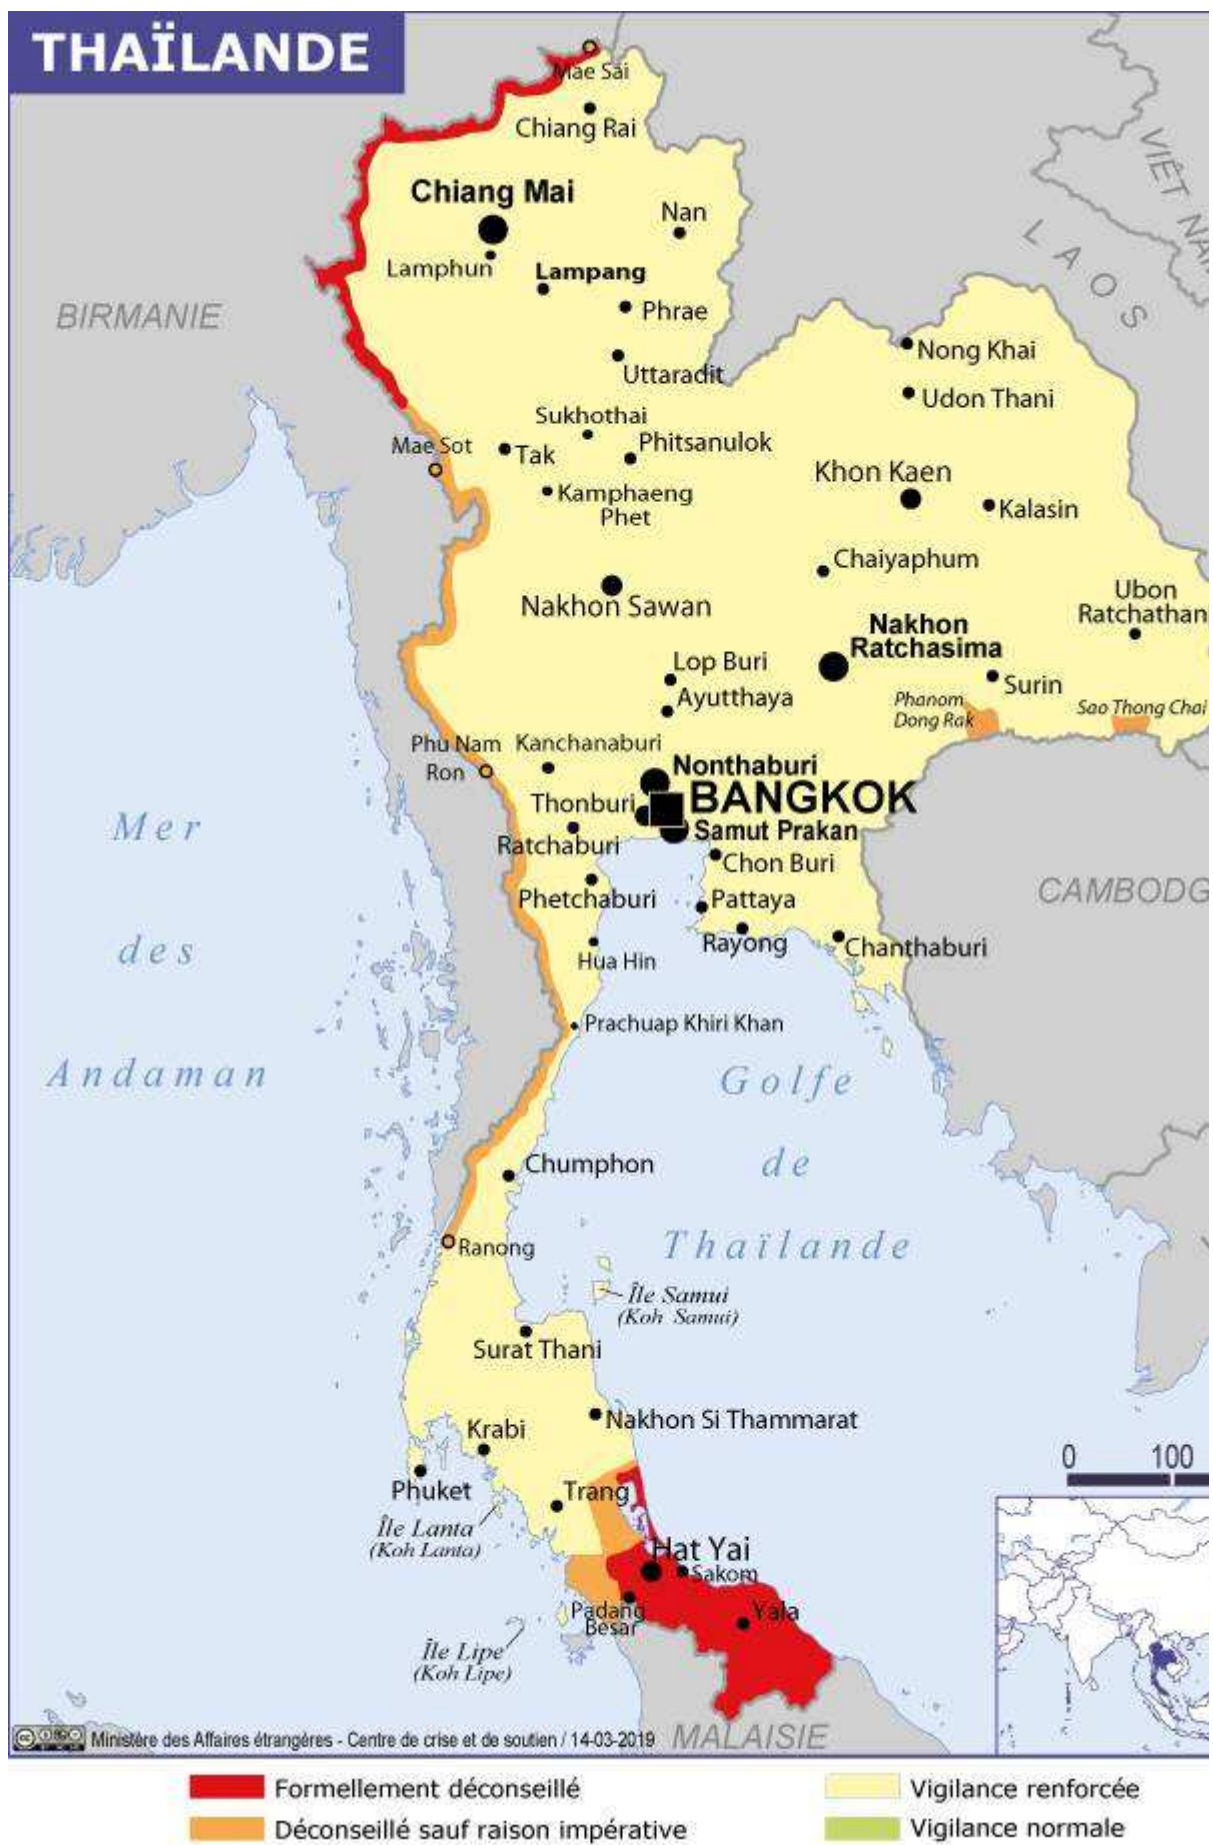 THAÏLANDE
Mae Sai
Chiang Rai
VIÊT NAM
Chiang Mai
Nan
LAOS
Lamphun
Lampang
BIRMANIE
Phrae
Nong Khai
Uttaradit
Udon Thani
Sukhothai
Mae Sot
Tak
Phitsanulok
Khon Kaen
Kamphaeng
Phet
Kalasin
Chaiyaphum
Nakhon Sawan
Ubon
Ratchathan
Nakhon
Ratchasima
Lop Buri
Surin
Ayutthaya
Phanom
Dong Rak
Sao Thong Chai
Phu Nam
Ron
Kanchanaburi
Nonthaburi
BANGKOK
Thonburi
Samut Prakan
Mer
des
Andaman
Ratchaburi
Chon Buri
Phetchaburi
Pattaya
CAMBODG
Rayong
Chanthaburi
Hua Hin
Prachuap Khiri Khan
Golfe
de
Thaïlande
Chumphon
Ranong
Île Samui
(Koh Samui)
Surat Thani
Nakhon Si Thammarat
Krabi
0 100
Phuket
Trang
Île Lanta
(Koh Lanta)
Hat Yai
Sakom
Padang
Besar
Yala
Île Lipe
(Koh Lipe)
MALAISIE
Ministère des Affaires étrangères - Centre de crise et de soutien / 14-03-2019
Formellement déconseillé
Vigilance renforcée
Déconseillé sauf raison impérative
Vigilance normale